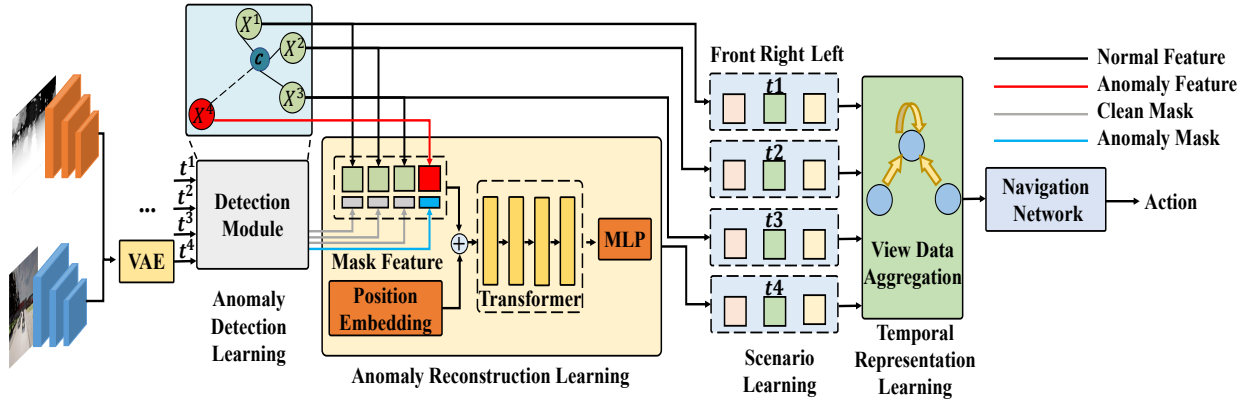 X¹
X²
C
X³
X⁴
t¹
t²
...
t³
t⁴
VAE
Detection
Module
Anomaly
Detection
Learning
Mask Feature
Position
Embedding
+
Transformer
MLP
Anomaly Reconstruction Learning
Front Right Left
t1
t2
t3
t4
Scenario
Learning
View Data
Aggregation
Temporal
Representation
Learning
Navigation
Network
Action
Normal Feature
Anomaly Feature
Clean Mask
Anomaly Mask